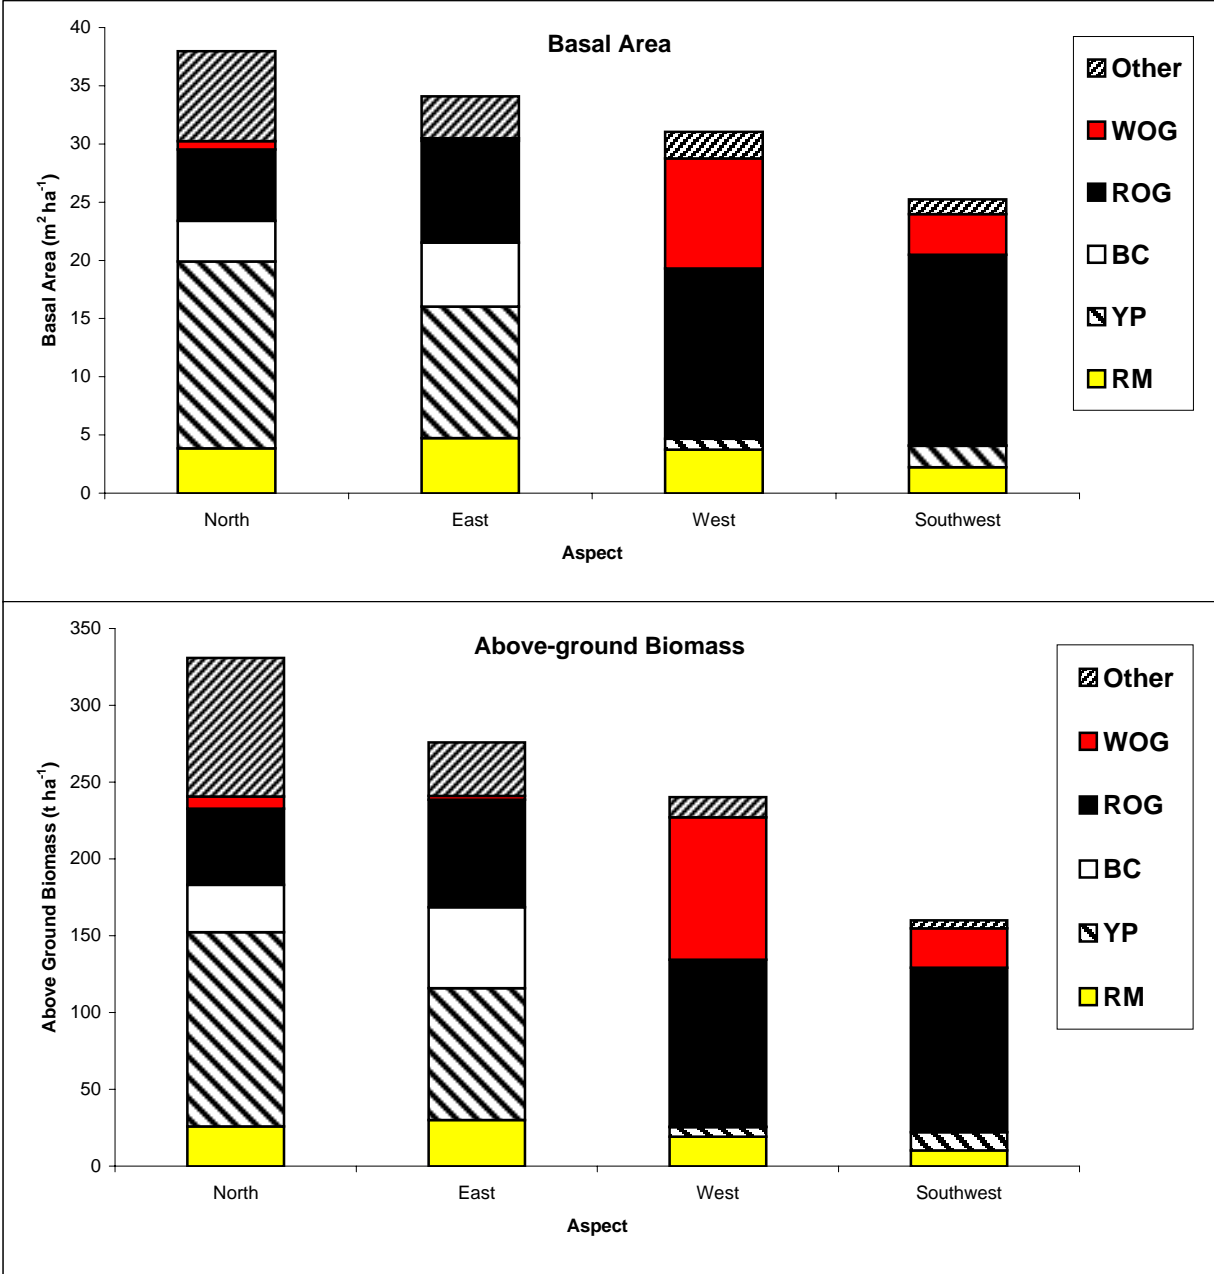 Basal Area
40
35
30
25
20
15
10
5
0
Basal Area (m² ha⁻¹)
North East West Southwest
Aspect
Other
WOG
ROG
BC
YP
RM
Above-ground Biomass
350
300
250
200
150
100
50
0
Above Ground Biomass (t ha⁻¹)
North East West Southwest
Aspect
Other
WOG
ROG
BC
YP
RM